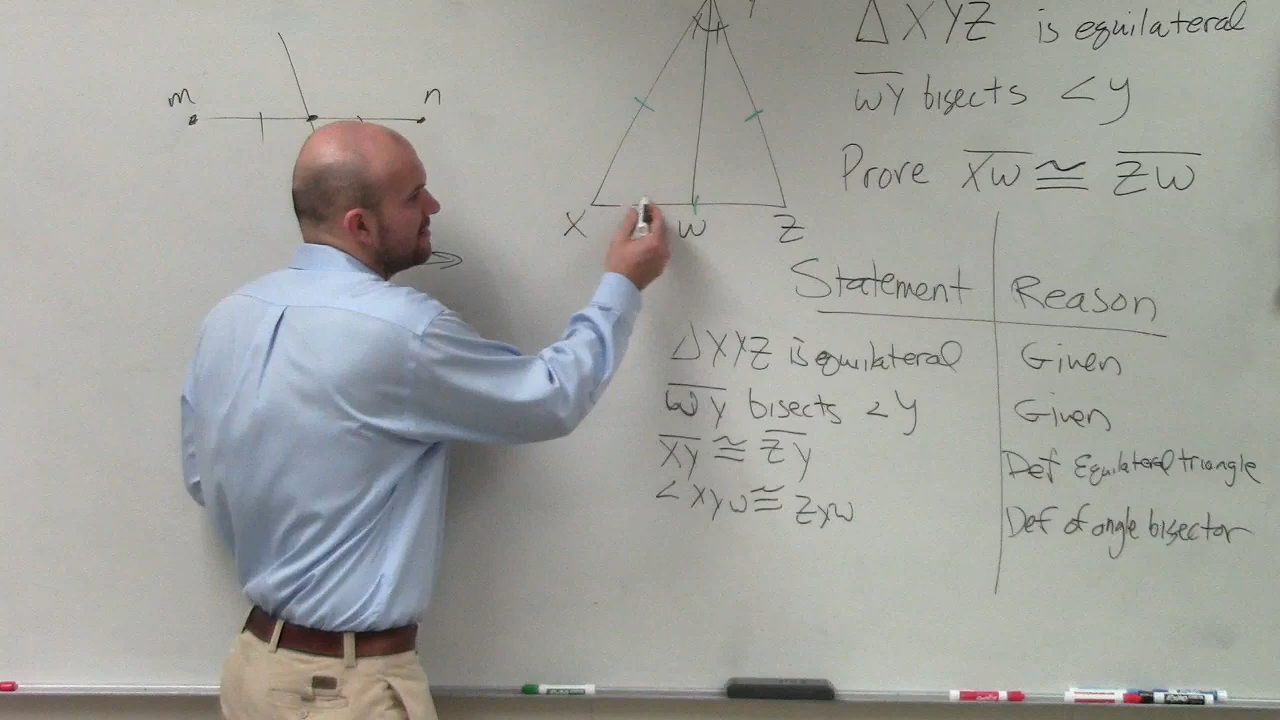 m n
Y
X W Z
Δ XYZ is equilateral
WY bisects <y
Prove XW ≅ ZW
Statement Reason
ΔXYZ is equilateral Given
WY bisects <y Given
XY ≅ ZY Def Equilateral triangle
<XYW ≅ ZYW Def of angle bisector